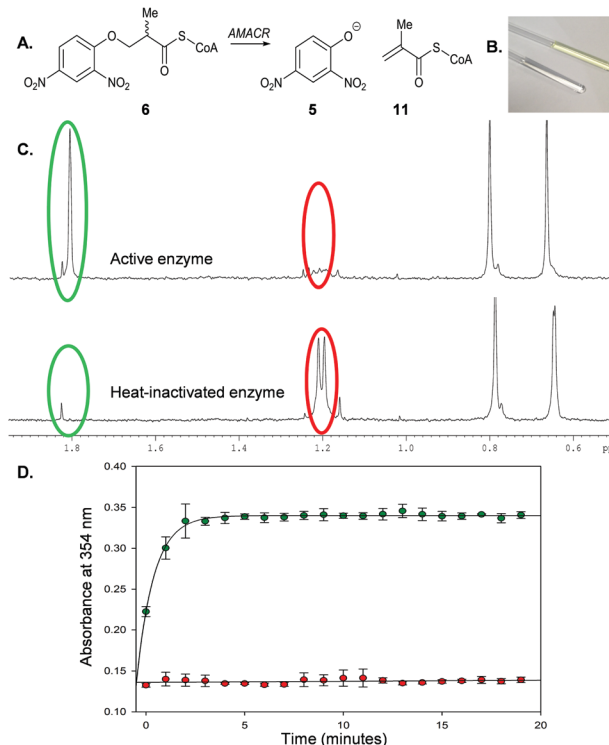 A.
Me
O
S
CoA
O
O₂N
NO₂
6
AMACR
O⊖
O₂N
NO₂
5
Me
S
CoA
O
11
B.
C.
Active enzyme
Heat-inactivated enzyme
1.8 1.6 1.4 1.2 1.0 0.8 0.6
D.
Absorbance at 354 nm
0.40
0.35
0.30
0.25
0.20
0.15
0.10
0 5 10 15 20
Time (minutes)